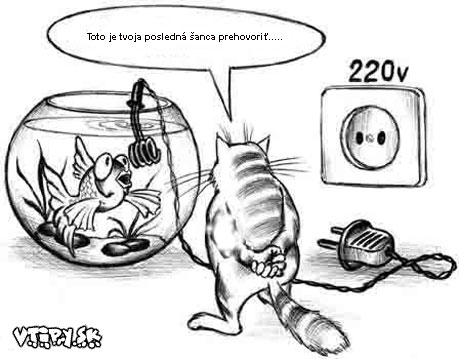 Toto je tvoja posledná šanca prehovoriť.....
220v
VTIPY.SK